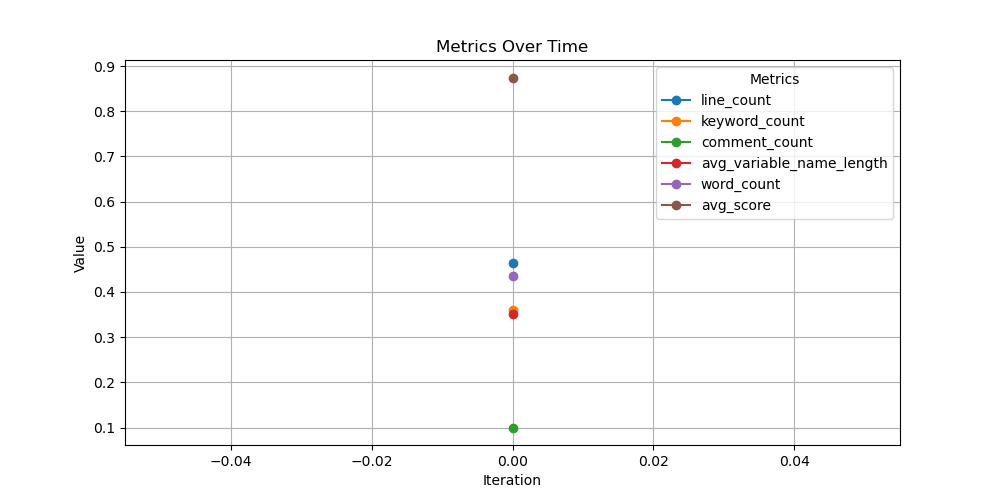 Metrics Over Time
Metrics
line_count
keyword_count
comment_count
avg_variable_name_length
word_count
avg_score
Value
0.9
0.8
0.7
0.6
0.5
0.4
0.3
0.2
0.1
−0.04 −0.02 0.00 0.02 0.04
Iteration